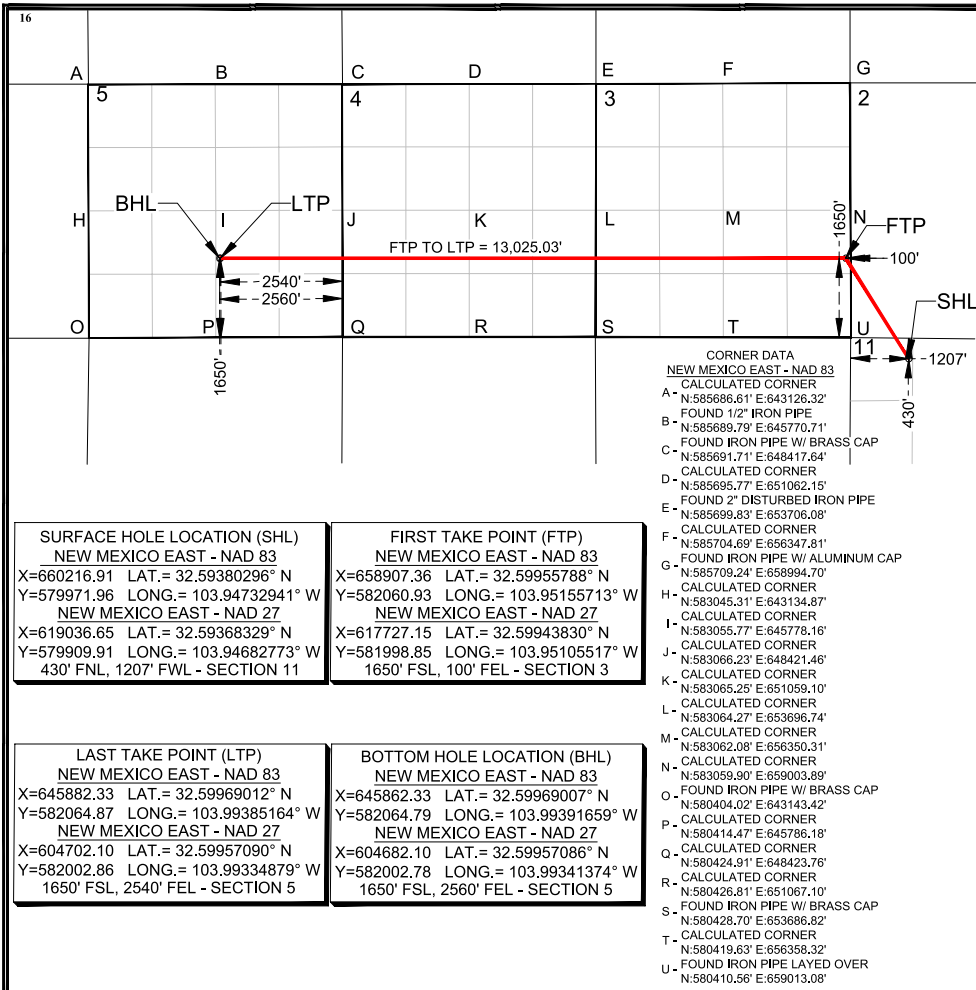 16
A B C D E F G
5 4 3 2
BHL LTP
H I J K L M N
FTP
FTP TO LTP = 13,025.03'
1650'
100'
2540'
2560'
SHL
O P Q R S T U
11
1207'
1650'
430'
CORNER DATA
NEW MEXICO EAST - NAD 83
A - CALCULATED CORNER
N:585686.61' E:643126.32'
B - FOUND 1/2" IRON PIPE
N:585689.79' E:645770.71'
C - FOUND IRON PIPE W/ BRASS CAP
N:585691.71' E:648417.64'
D - CALCULATED CORNER
N:585695.77' E:651062.15'
E - FOUND 2" DISTURBED IRON PIPE
N:585699.83' E:653706.08'
F - CALCULATED CORNER
N:585704.69' E:656347.81'
G - FOUND IRON PIPE W/ ALUMINUM CAP
N:585709.24' E:658994.70'
H - CALCULATED CORNER
N:583045.31' E:643134.87'
I - CALCULATED CORNER
N:583055.77' E:645778.16'
J - CALCULATED CORNER
N:583066.23' E:648421.46'
K - CALCULATED CORNER
N:583065.25' E:651059.10'
L - CALCULATED CORNER
N:583064.27' E:653696.74'
M - CALCULATED CORNER
N:583062.08' E:656350.31'
N - CALCULATED CORNER
N:583059.90' E:659003.89'
O - FOUND IRON PIPE W/ BRASS CAP
N:580404.02' E:643143.42'
P - CALCULATED CORNER
N:580414.47' E:645786.18'
Q - CALCULATED CORNER
N:580424.91' E:648423.76'
R - CALCULATED CORNER
N:580426.81' E:651067.10'
S - FOUND IRON PIPE W/ BRASS CAP
N:580428.70' E:653686.82'
T - CALCULATED CORNER
N:580419.63' E:656358.32'
U - FOUND IRON PIPE LAYED OVER
N:580410.56' E:659013.08'
SURFACE HOLE LOCATION (SHL)
NEW MEXICO EAST - NAD 83
X=660216.91 LAT.= 32.59380296° N
Y=579971.96 LONG.= 103.94732941° W
NEW MEXICO EAST - NAD 27
X=619036.65 LAT.= 32.59368329° N
Y=579909.91 LONG.= 103.94682773° W
430' FNL, 1207' FWL - SECTION 11
FIRST TAKE POINT (FTP)
NEW MEXICO EAST - NAD 83
X=658907.36 LAT.= 32.59955788° N
Y=582060.93 LONG.= 103.95155713° W
NEW MEXICO EAST - NAD 27
X=617727.15 LAT.= 32.59943830° N
Y=581998.85 LONG.= 103.95105517° W
1650' FSL, 100' FEL - SECTION 3
LAST TAKE POINT (LTP)
NEW MEXICO EAST - NAD 83
X=645882.33 LAT.= 32.59969012° N
Y=582064.87 LONG.= 103.99385164° W
NEW MEXICO EAST - NAD 27
X=604702.10 LAT.= 32.59957090° N
Y=582002.86 LONG.= 103.99334879° W
1650' FSL, 2540' FEL - SECTION 5
BOTTOM HOLE LOCATION (BHL)
NEW MEXICO EAST - NAD 83
X=645862.33 LAT.= 32.59969007° N
Y=582064.79 LONG.= 103.99391659° W
NEW MEXICO EAST - NAD 27
X=604682.10 LAT.= 32.59957086° N
Y=582002.78 LONG.= 103.99341374° W
1650' FSL, 2560' FEL - SECTION 5